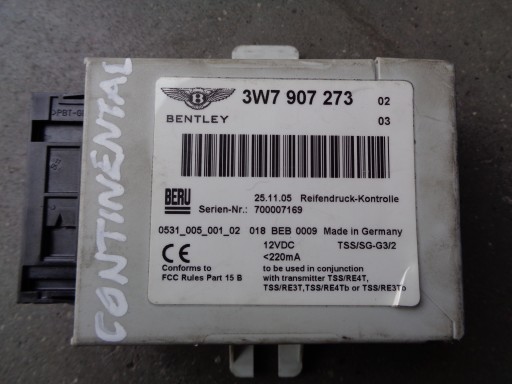 CONTINENTAL
>PBT-G
3W7 907 273 02
BENTLEY 03
BERU 25.11.05 Reifendruck-Kontrolle
Serien-Nr.: 700007169
0531_005_001_02 018 BEB 0009 Made in Germany
CE 12VDC TSS/SG-G3/2
<220mA
Conforms to to be used in conjunction
FCC Rules Part 15 B with transmitter TSS/RE4T,
TSS/RE3T,TSS/RE4Tb or TSS/RE3Tb